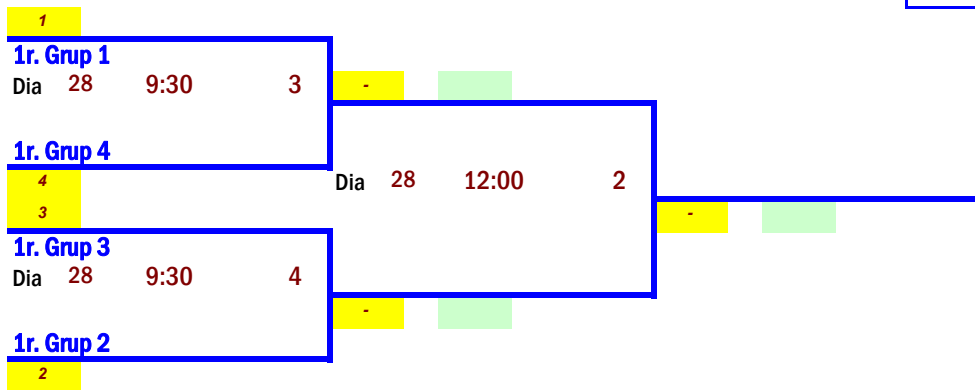 1
1r. Grup 1
Dia 28 9:30 3
-
1r. Grup 4
4
Dia 28 12:00 2
3
-
1r. Grup 3
Dia 28 9:30 4
-
1r. Grup 2
2